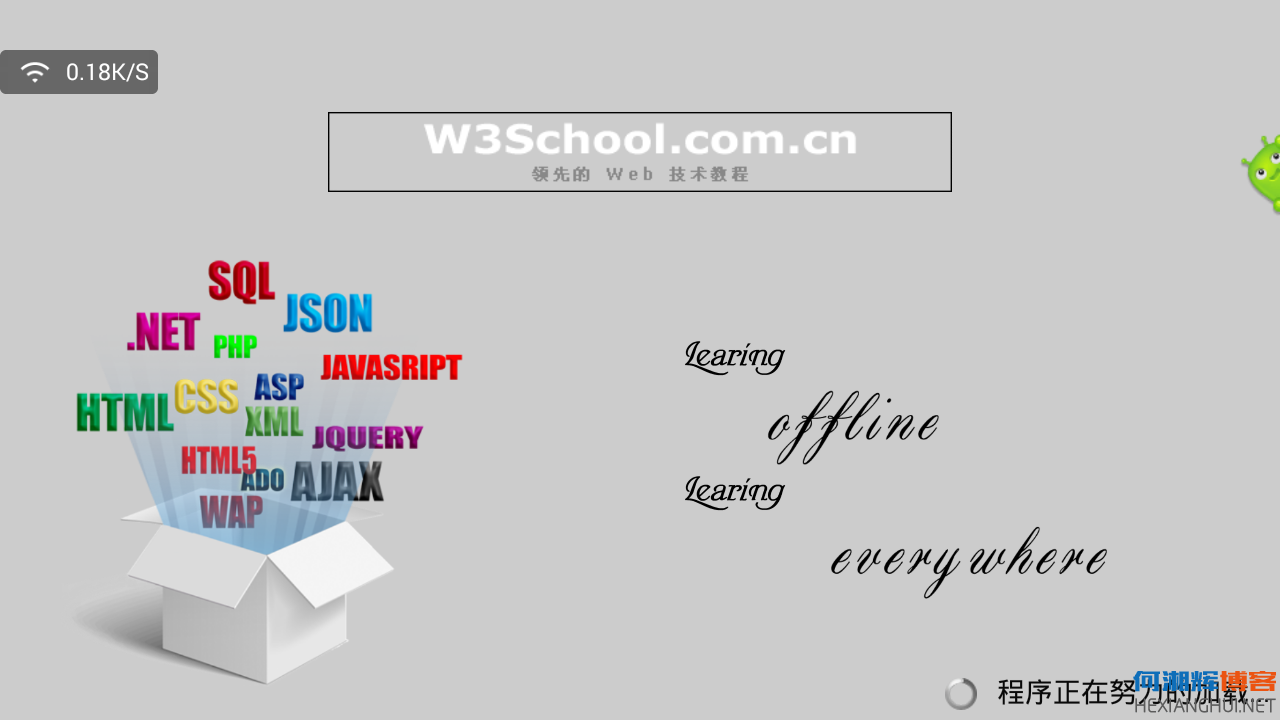 0.18K/S
W3School.com.cn
领先的 Web 技术教程
SQL
JSON
.NET
PHP
JAVASRIPT
CSS
ASP
HTML
XML
JQUERY
HTML5
ADO
AJAX
WAP
Learing
offline
Learing
everywhere
程序正在努力的加载
何湘辉博客
HEXIANGHUI.NET